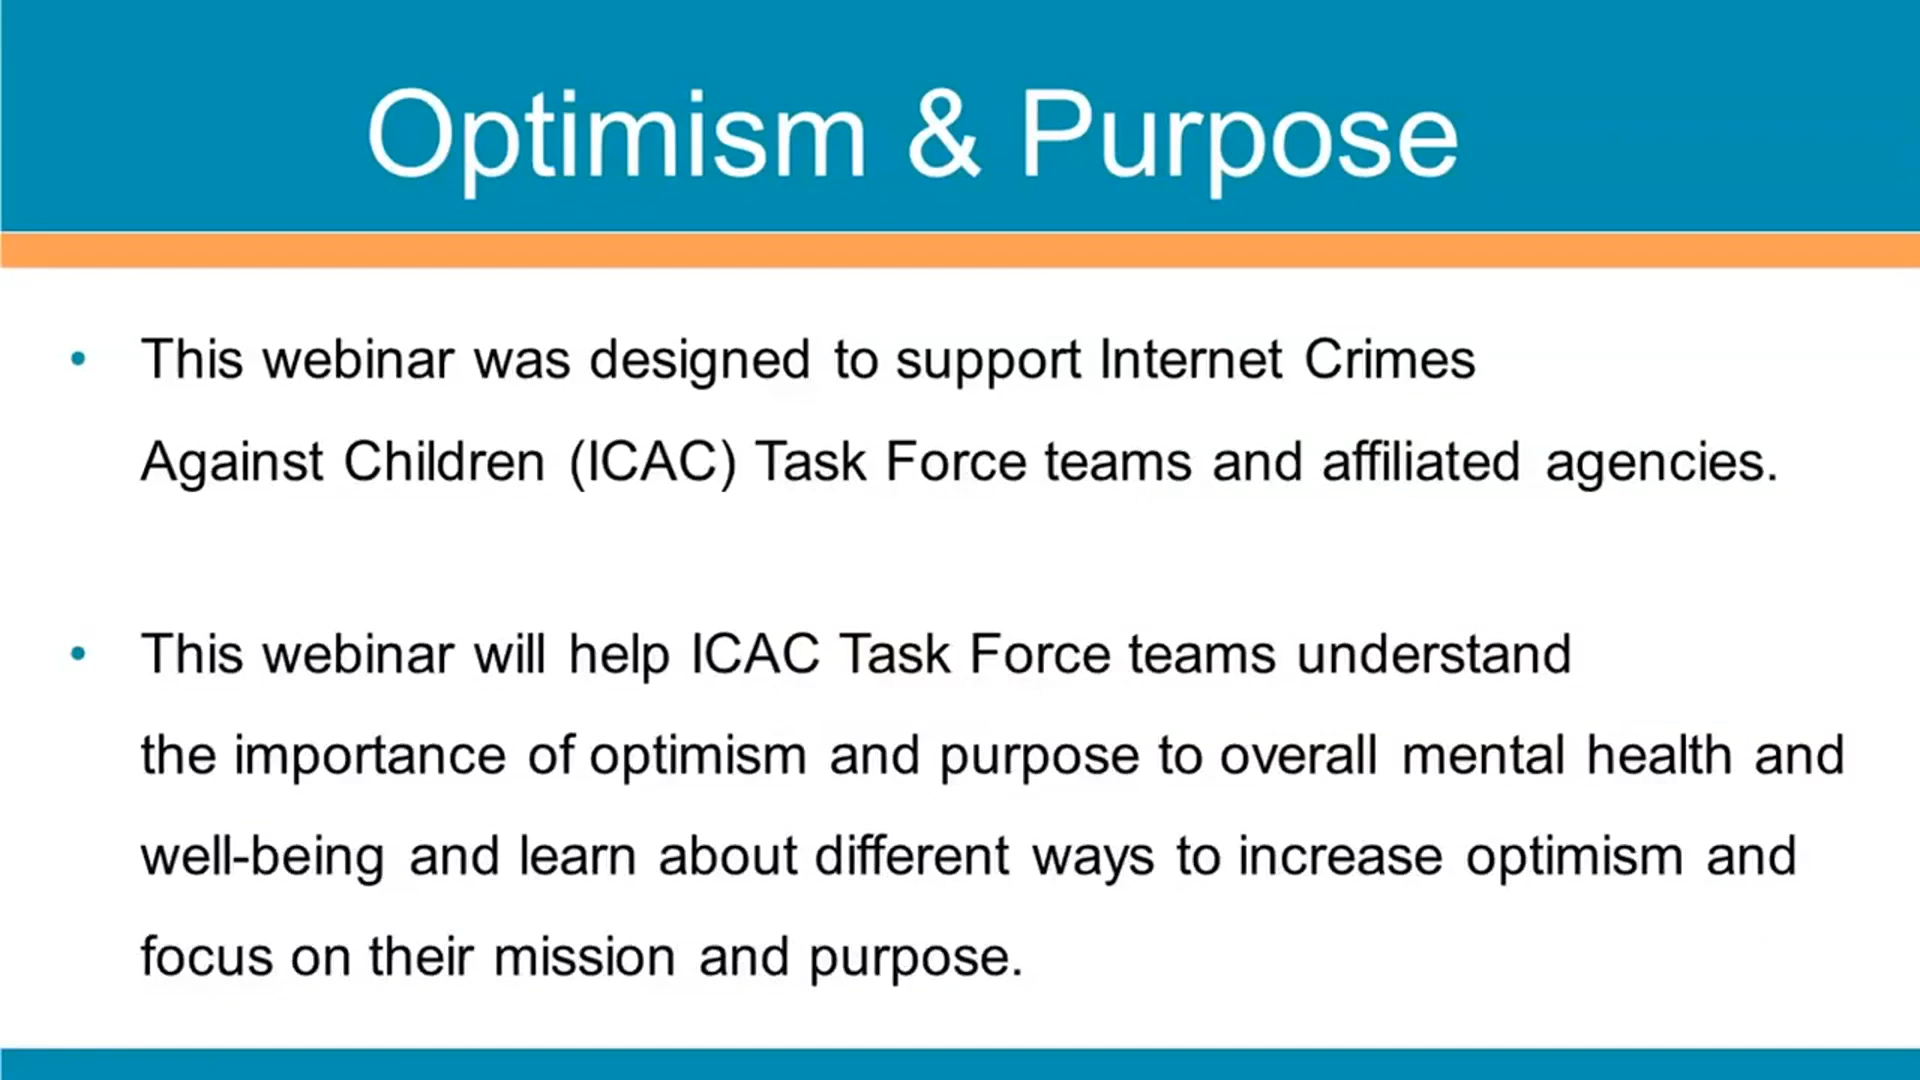 Optimism & Purpose
• This webinar was designed to support Internet Crimes
Against Children (ICAC) Task Force teams and affiliated agencies.
• This webinar will help ICAC Task Force teams understand
the importance of optimism and purpose to overall mental health and
well-being and learn about different ways to increase optimism and
focus on their mission and purpose.